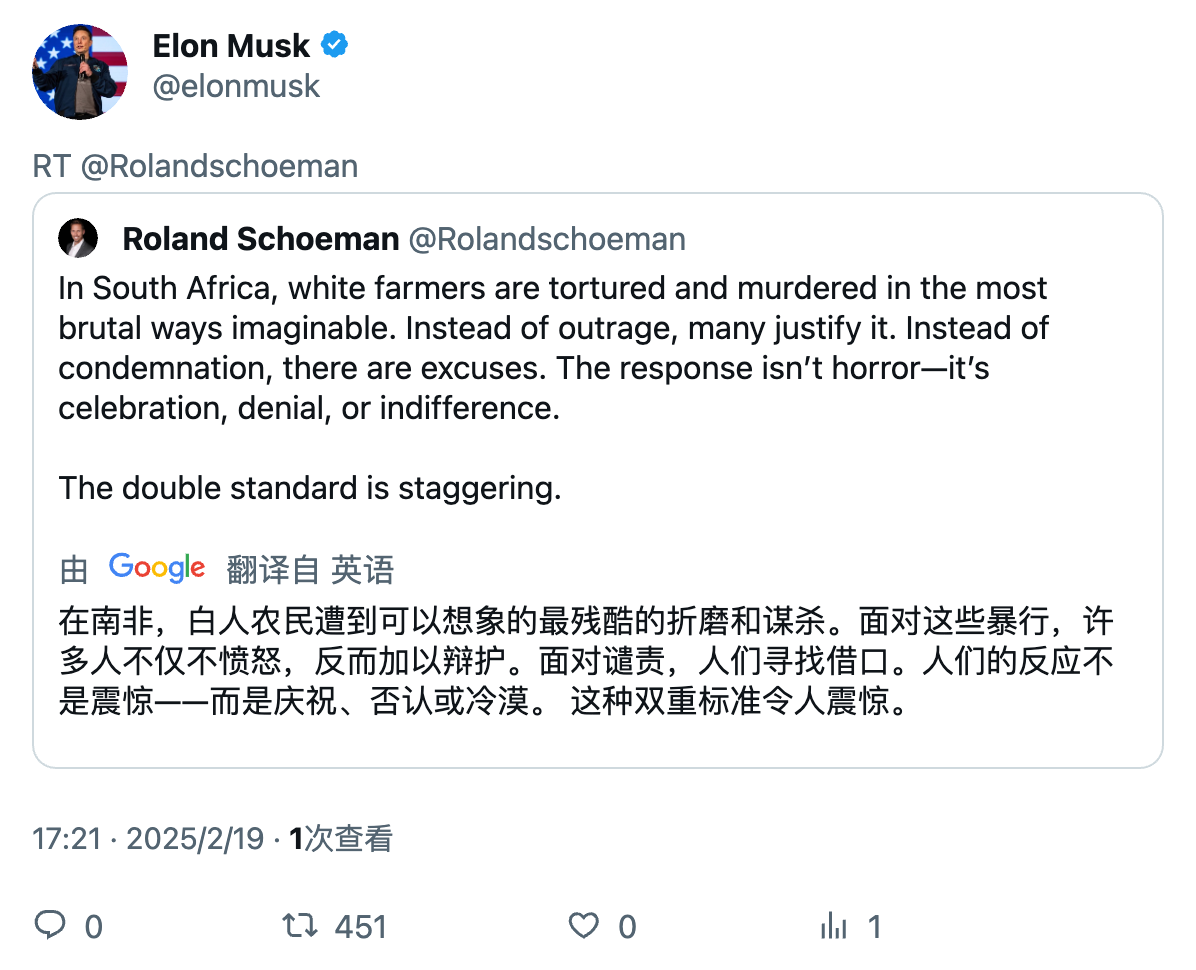 Elon Musk
@elonmusk
RT @Rolandschoeman
Roland Schoeman @Rolandschoeman
In South Africa, white farmers are tortured and murdered in the most
brutal ways imaginable. Instead of outrage, many justify it. Instead of
condemnation, there are excuses. The response isn’t horror—it’s
celebration, denial, or indifference.
The double standard is staggering.
由 Google 翻译自 英语
在南非，白人农民遭到可以想象的最残酷的折磨和谋杀。面对这些暴行，许
多人不仅不愤怒，反而加以辩护。面对谴责，人们寻找借口。人们的反应不
是震惊——而是庆祝、否认或冷漠。 这种双重标准令人震惊。
17:21 · 2025/2/19 · 1次查看
0 451 0 1